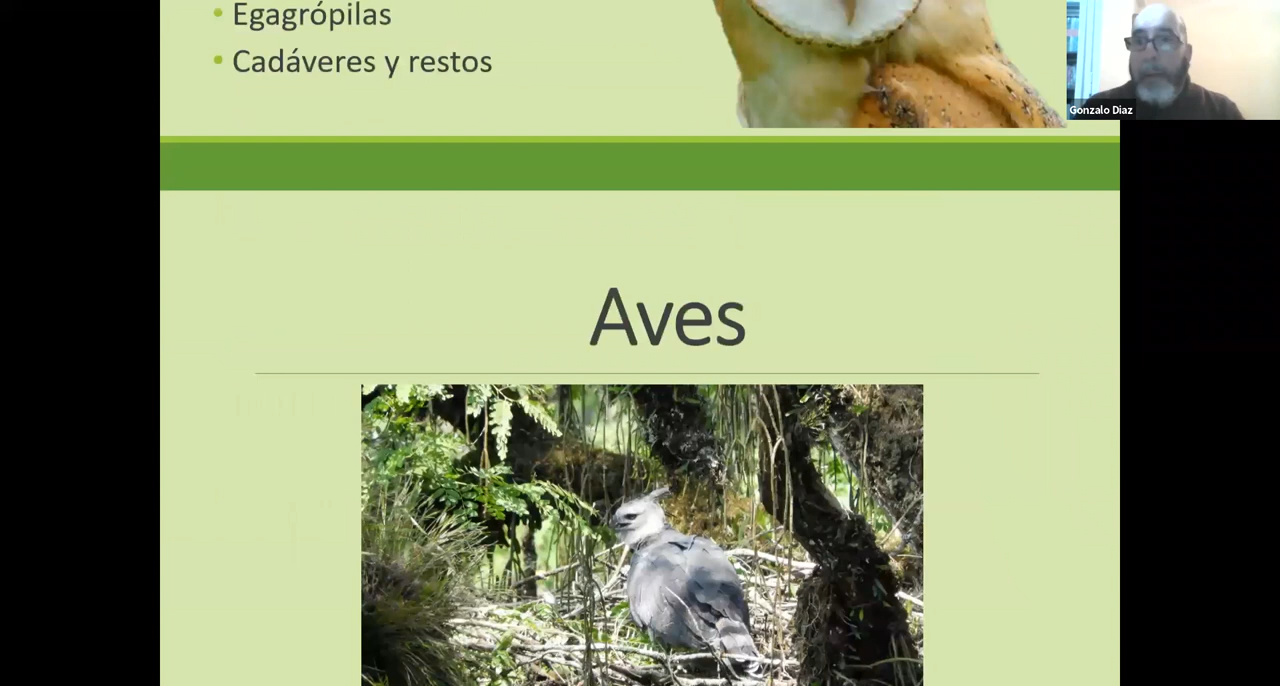 • Egagrópilas
• Cadáveres y restos
Gonzalo Diaz
Aves